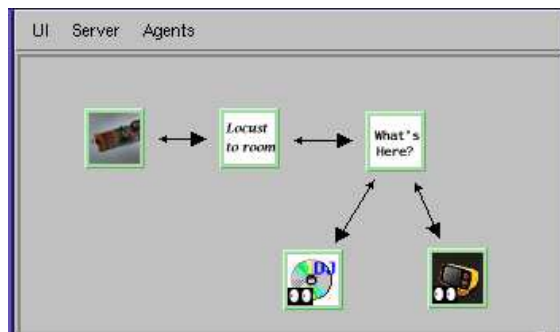 UI Server Agents
Locust
to room
What's
Here?
DJ